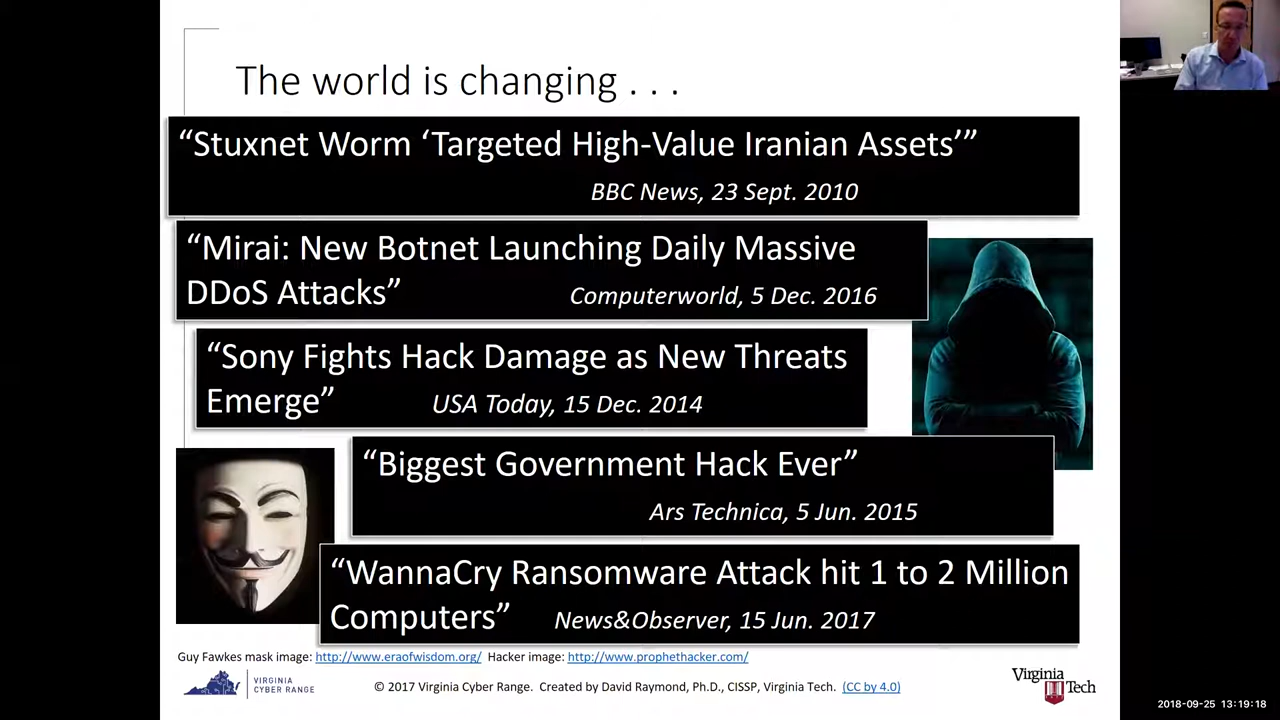 The world is changing . . .
“Stuxnet Worm ‘Targeted High-Value Iranian Assets’”
BBC News, 23 Sept. 2010
“Mirai: New Botnet Launching Daily Massive
DDoS Attacks” Computerworld, 5 Dec. 2016
“Sony Fights Hack Damage as New Threats
Emerge” USA Today, 15 Dec. 2014
“Biggest Government Hack Ever”
Ars Technica, 5 Jun. 2015
“WannaCry Ransomware Attack hit 1 to 2 Million
Computers” News&Observer, 15 Jun. 2017
Guy Fawkes mask image: http://www.eraofwisdom.org/ Hacker image: http://www.prophethacker.com/
VIRGINIA
CYBER RANGE
© 2017 Virginia Cyber Range. Created by David Raymond, Ph.D., CISSP, Virginia Tech. (CC by 4.0)
Virginia
Tech
2018-09-25 13:19:18